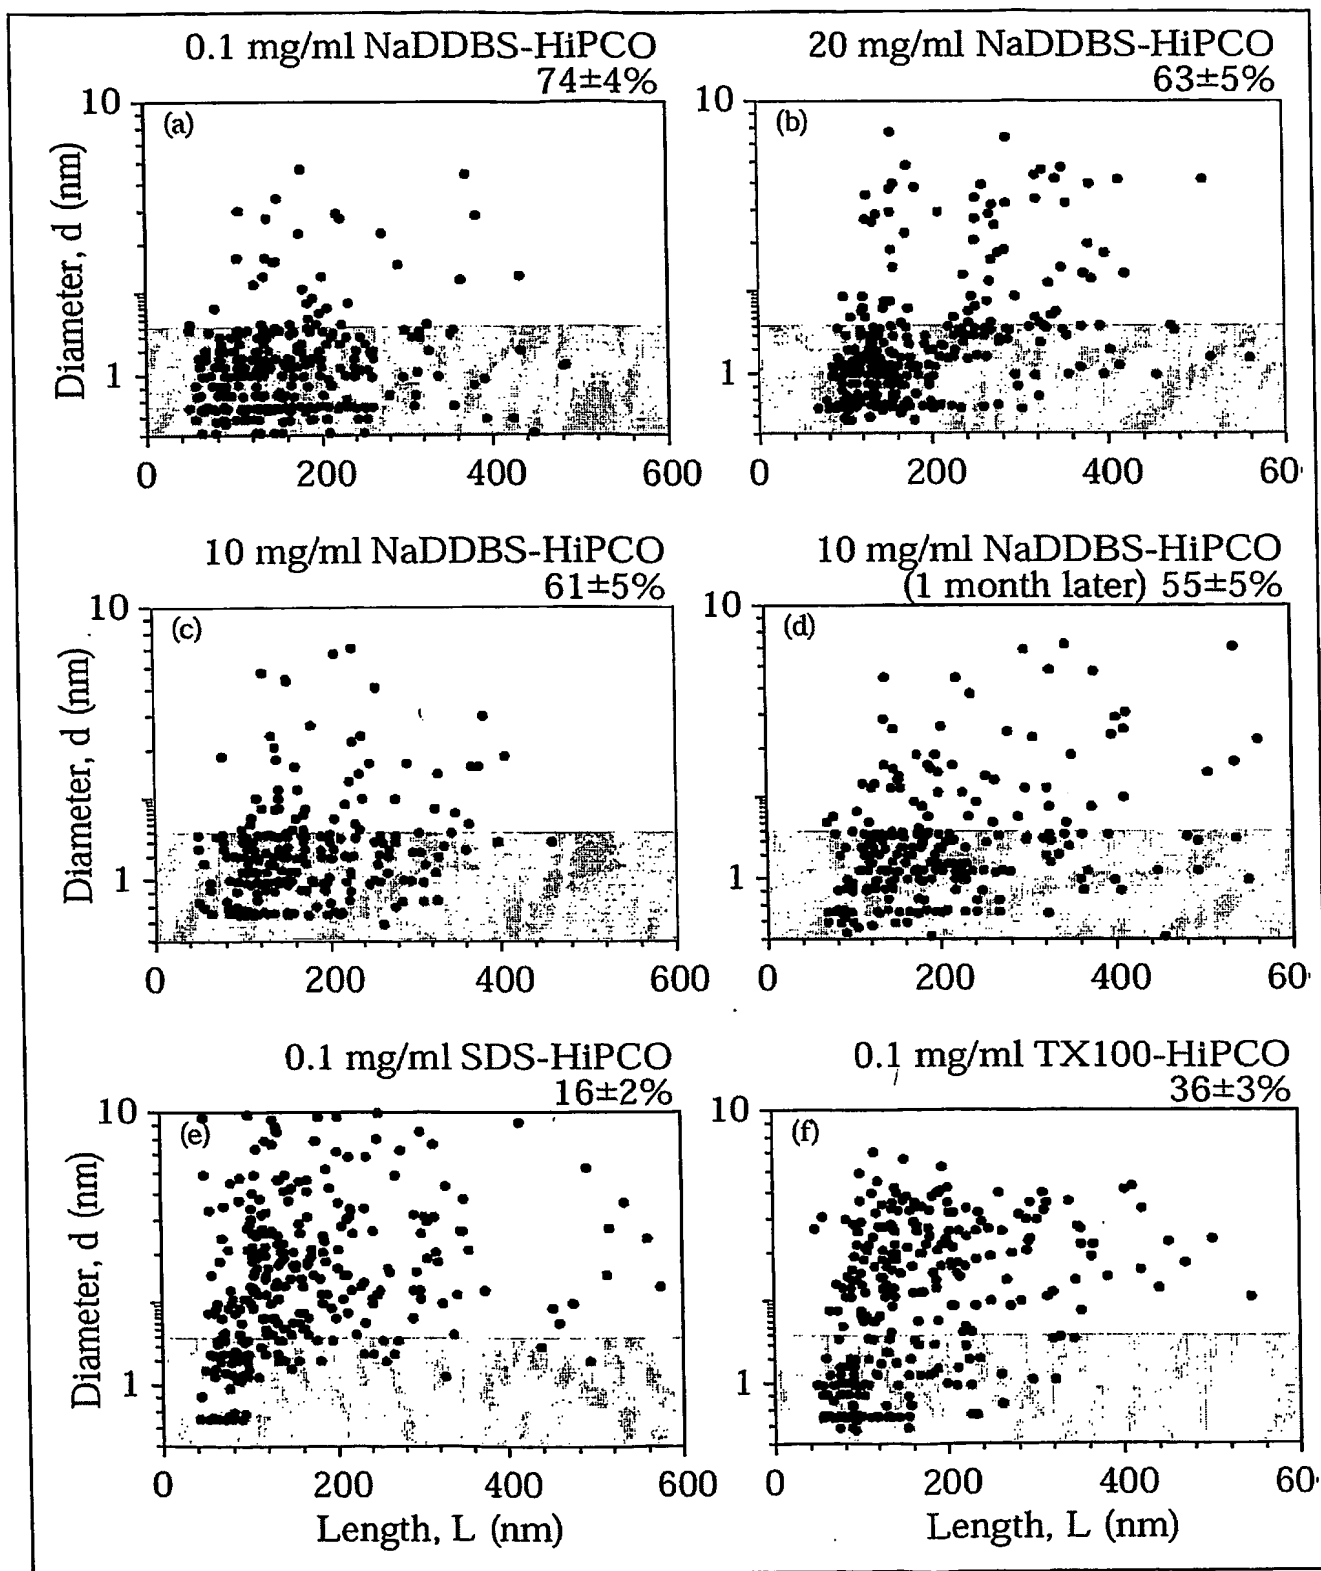 0.1 mg/ml NaDDBS-HiPCO
74±4%
10
(a)
1
Diameter, d (nm)
0 200 400 600
20 mg/ml NaDDBS-HiPCO
63±5%
10
(b)
1
0 200 400 60
10 mg/ml NaDDBS-HiPCO
61±5%
10
(c)
1
Diameter, d (nm)
0 200 400 600
10 mg/ml NaDDBS-HiPCO
(1 month later) 55±5%
10
(d)
1
0 200 400 60
0.1 mg/ml SDS-HiPCO
16±2%
10
(e)
1
Diameter, d (nm)
0 200 400 600
Length, L (nm)
0.1 mg/ml TX100-HiPCO
36±3%
10
(f)
1
0 200 400 60
Length, L (nm)